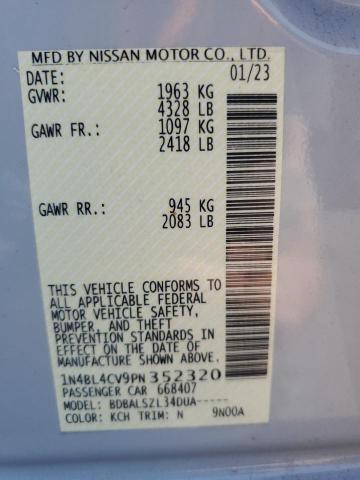 MFD BY NISSAN MOTOR CO., LTD.
DATE: 01/23
GVWR: 1963 KG
4328 LB
GAWR FR.: 1097 KG
2418 LB
GAWR RR.: 945 KG
2083 LB
THIS VEHICLE CONFORMS TO
ALL APPLICABLE FEDERAL
MOTOR VEHICLE SAFETY,
BUMPER, AND THEFT
PREVENTION STANDARDS
IN EFFECT ON THE DATE OF
MANUFACTURE SHOWN ABOVE.
1N4BL4CV9PN352320
PASSENGER CAR 668407
MODEL: BDBALSZL34DUA-----
COLOR: KCH TRIM: N 9N00A